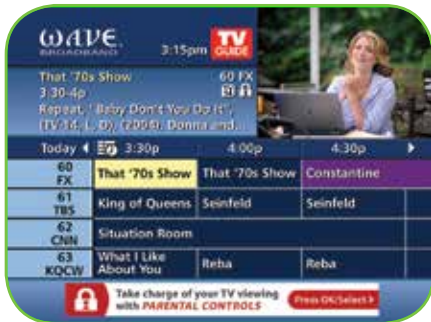 WAVE
BROADBAND
3:15pm
TV
GUIDE
That '70s Show 60 FX
3:30-4p
Repeat, "Baby Don't You Do It",
(TV-14, L, D), (2004). Donna and...
Today 3:30p 4:00p 4:30p
60 FX That '70s Show That '70s Show Constantine
61 TBS King of Queens Seinfeld Seinfeld
62 CNN Situation Room
63 KQCW What I Like About You Reba Reba
Take charge of your TV viewing
with PARENTAL CONTROLS
Press OK/Select